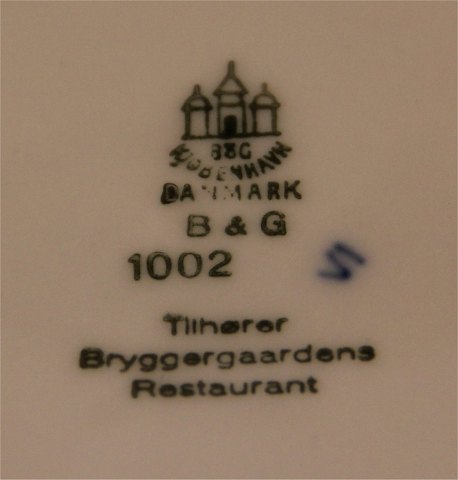 B&G
KJØBENHAVN
DANMARK
B & G
1002
Tilhører
Bryggergaardens
Restaurant